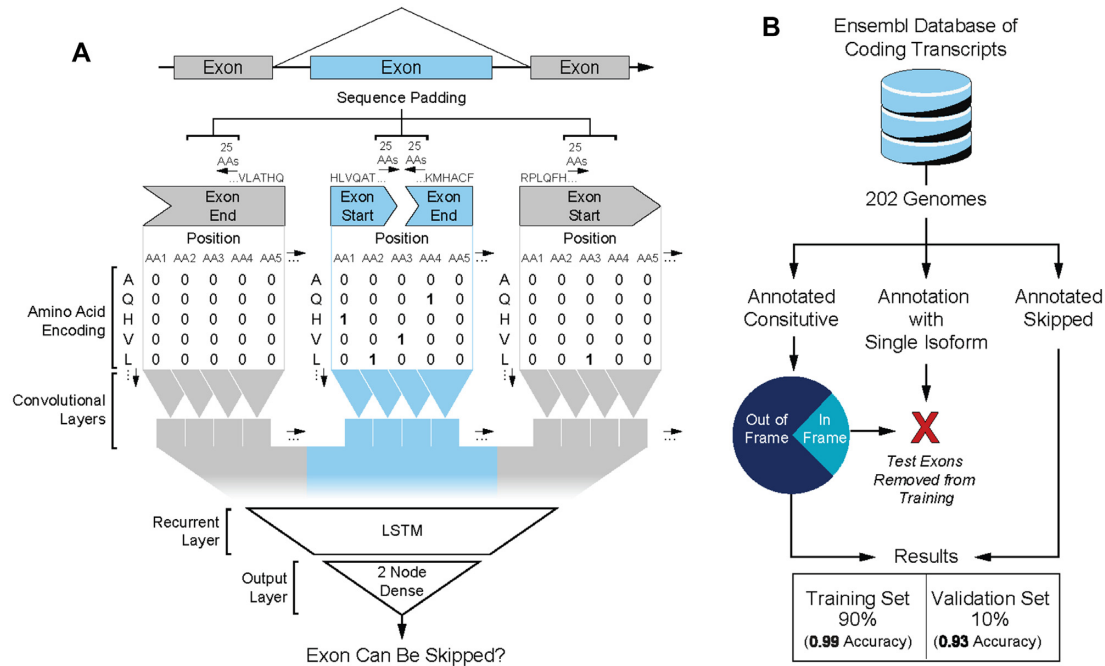 A
Exon
Exon
Exon
Sequence Padding
25
AAs
25
AAs
25
AAs
25
AAs
...VLATHQ
HLVQAT...
...KMHACF
RPLQFH...
Exon
End
Exon
Start
Exon
End
Exon
Start
Position
Position
Position
AA1 AA2 AA3 AA4 AA5 ...
AA1 AA2 AA3 AA4 AA5 ...
AA1 AA2 AA3 AA4 AA5 ...
Amino Acid
Encoding
A 0 0 0 0 0
Q 0 0 0 0 0
H 0 0 0 0 0
V 0 0 0 0 0
L 0 0 0 0 0
...
A 0 0 0 0 0
Q 0 0 0 1 0
H 1 0 0 0 0
V 0 0 1 0 0
L 0 1 0 0 0
...
A 0 0 0 0 0
Q 0 0 0 0 0
H 0 0 0 0 0
V 0 0 0 0 0
L 0 0 1 0 0
...
Convolutional
Layers
...
...
...
Recurrent
Layer
LSTM
Output
Layer
2 Node
Dense
Exon Can Be Skipped?
B
Ensembl Database of
Coding Transcripts
202 Genomes
Annotated
Consitutive
Annotation
with
Single Isoform
Annotated
Skipped
Out of
Frame
In
Frame
X
Test Exons
Removed from
Training
Results
Training Set
90%
(0.99 Accuracy)
Validation Set
10%
(0.93 Accuracy)